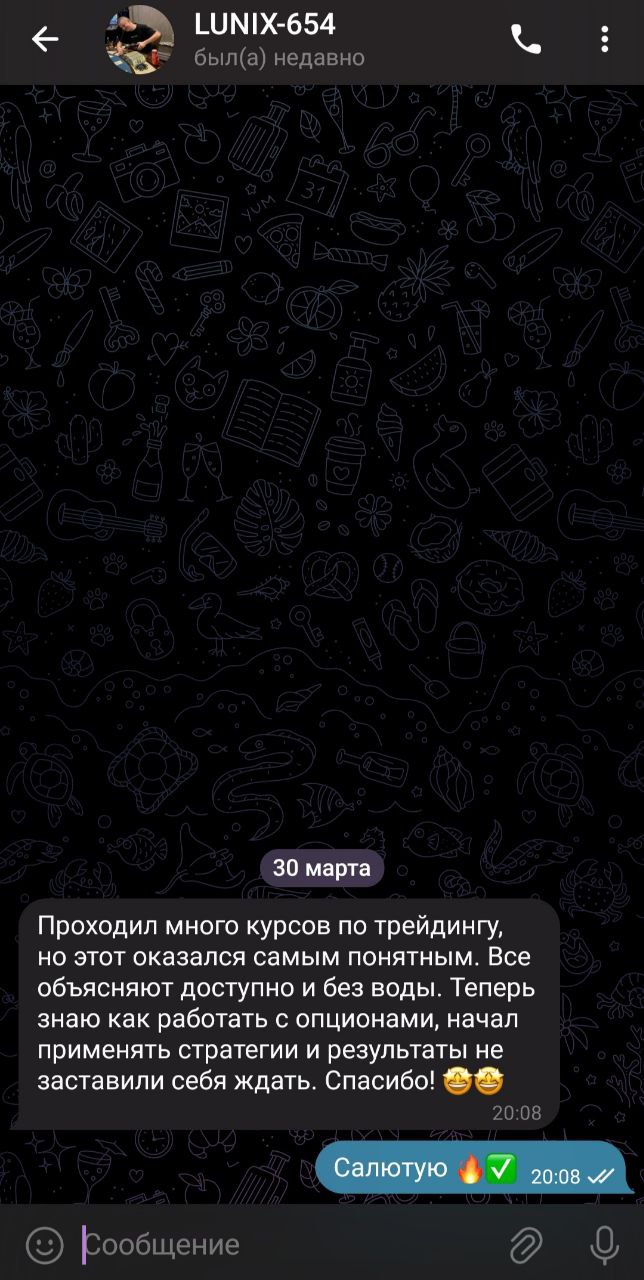 LUNIX-654
был(а) недавно
31
YUM
30 марта
Проходил много курсов по трейдингу,
но этот оказался самым понятным. Все
объясняют доступно и без воды. Теперь
знаю как работать с опционами, начал
применять стратегии и результаты не
заставили себя ждать. Спасибо! 🤩🤩
20:08
Салютую 🔥✅ 20:08
Сообщение